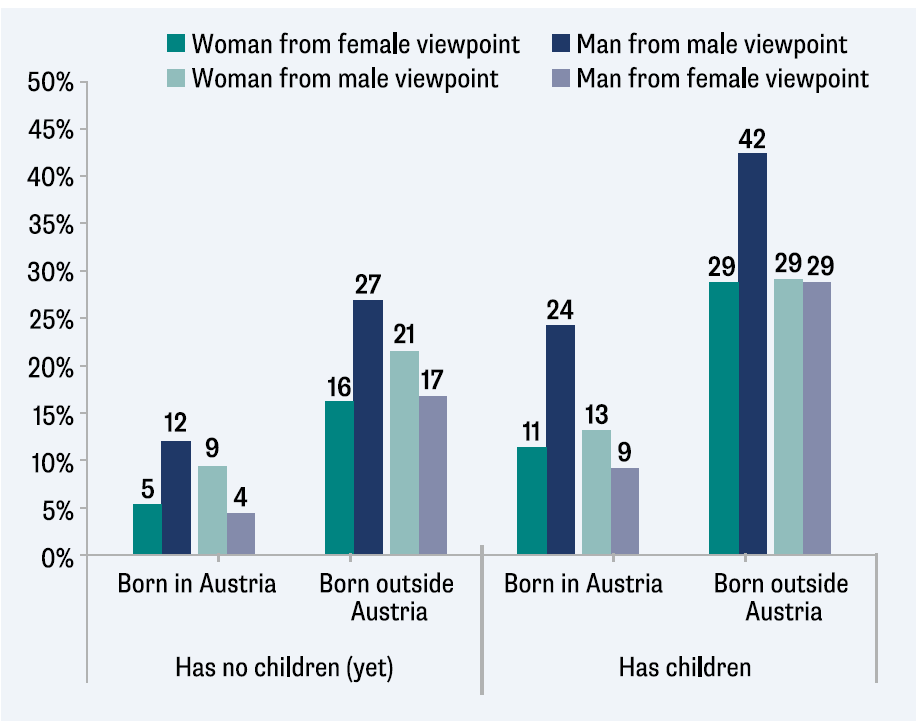 Woman from female viewpoint
Man from male viewpoint
Woman from male viewpoint
Man from female viewpoint
50%
45%
40%
35%
30%
25%
20%
15%
10%
5%
0%
5
12
9
4
16
27
21
17
11
24
13
9
29
42
29
29
Born in Austria
Born outside
Austria
Born in Austria
Born outside
Austria
Has no children (yet)
Has children